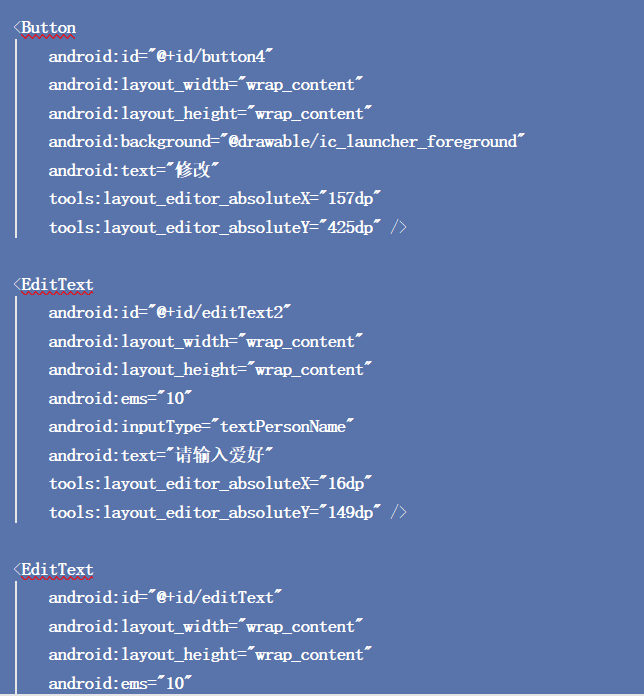 <Button
android:id="@+id/button4"
android:layout_width="wrap_content"
android:layout_height="wrap_content"
android:background="@drawable/ic_launcher_foreground"
android:text="修改"
tools:layout_editor_absoluteX="157dp"
tools:layout_editor_absoluteY="425dp" />
<EditText
android:id="@+id/editText2"
android:layout_width="wrap_content"
android:layout_height="wrap_content"
android:ems="10"
android:inputType="textPersonName"
android:text="请输入爱好"
tools:layout_editor_absoluteX="16dp"
tools:layout_editor_absoluteY="149dp" />
<EditText
android:id="@+id/editText"
android:layout_width="wrap_content"
android:layout_height="wrap_content"
android:ems="10"